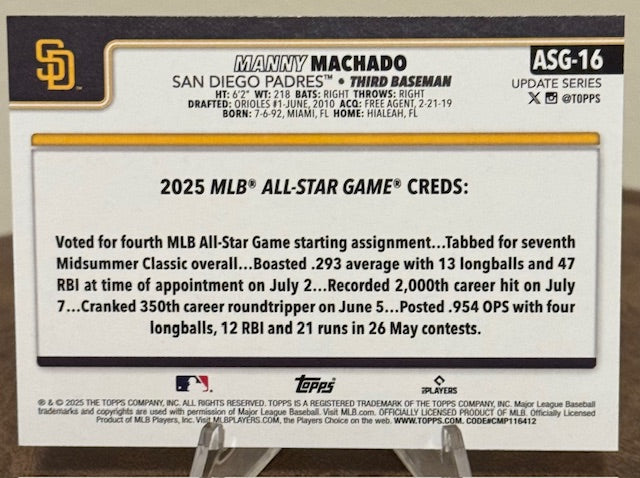 SD
MANNY MACHADO
ASG-16
SAN DIEGO PADRES™ • THIRD BASEMAN
UPDATE SERIES
HT: 6'2" WT: 218 BATS: RIGHT THROWS: RIGHT
X @TOPPS
DRAFTED: ORIOLES #1-JUNE, 2010 ACQ: FREE AGENT, 2-21-19
BORN: 7-6-92, MIAMI, FL HOME: HIALEAH, FL
2025 MLB® ALL-STAR GAME® CREDS:
Voted for fourth MLB All-Star Game starting assignment...Tabbed for seventh
Midsummer Classic overall...Boasted .293 average with 13 longballs and 47
RBI at time of appointment on July 2...Recorded 2,000th career hit on July
7...Cranked 350th career roundtripper on June 5...Posted .954 OPS with four
longballs, 12 RBI and 21 runs in 26 May contests.
Topps
PLAYERS
® & © 2025 THE TOPPS COMPANY, INC. ALL RIGHTS RESERVED. TOPPS IS A REGISTERED TRADEMARK OF THE TOPPS COMPANY, INC. Major League Baseball
trademarks and copyrights are used with permission of Major League Baseball. Visit MLB.com. OFFICIALLY LICENSED PRODUCT OF MLB. Officially Licensed
Product of MLB Players, Inc. Visit MLBPLAYERS.COM, the Players Choice on the web. WWW.TOPPS.COM. CODE#CMP116412